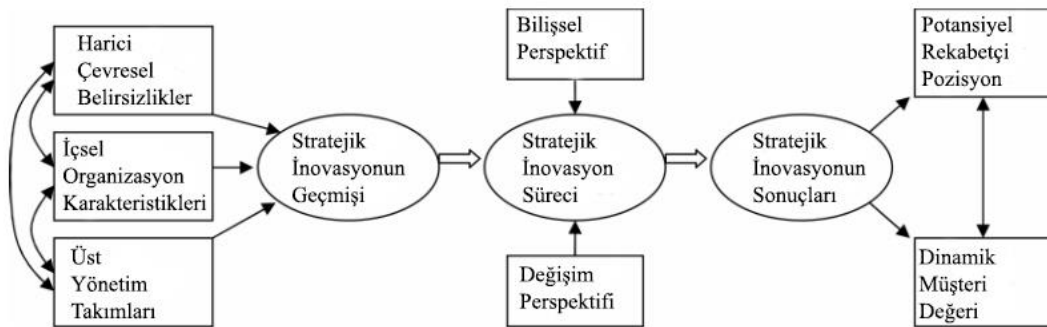 Harici
Çevresel
Belirsizlikler
İçsel
Organizasyon
Karakteristikleri
Üst
Yönetim
Takımları
Stratejik
İnovasyonun
Geçmişi
Bilişsel
Perspektif
Stratejik
İnovasyon
Süreci
Değişim
Perspektifi
Stratejik
İnovasyonun
Sonuçları
Potansiyel
Rekabetçi
Pozisyon
Dinamik
Müşteri
Değeri